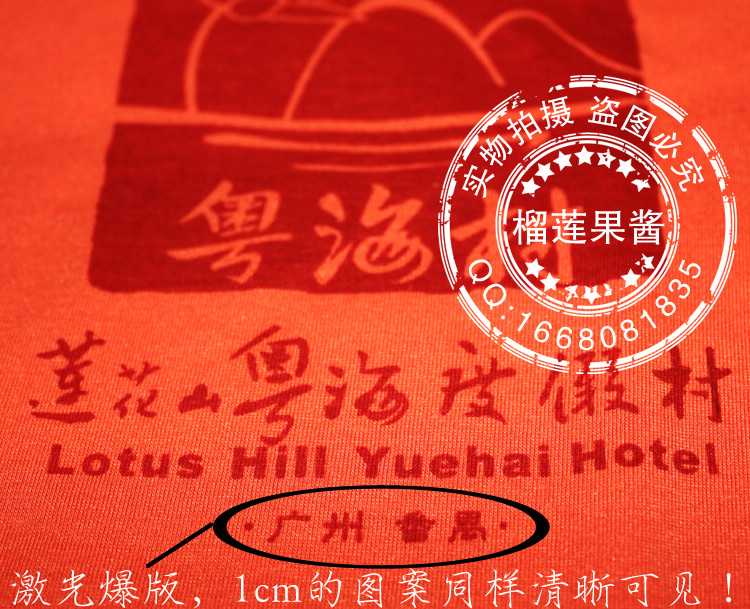 粤海村
实物拍摄 盗图必究
榴莲果酱
QQ:1668081835
莲花山粤海度假村
Lotus Hill Yuehai Hotel
·广州 番禺·
激光爆版，1cm的图案同样清晰可见！